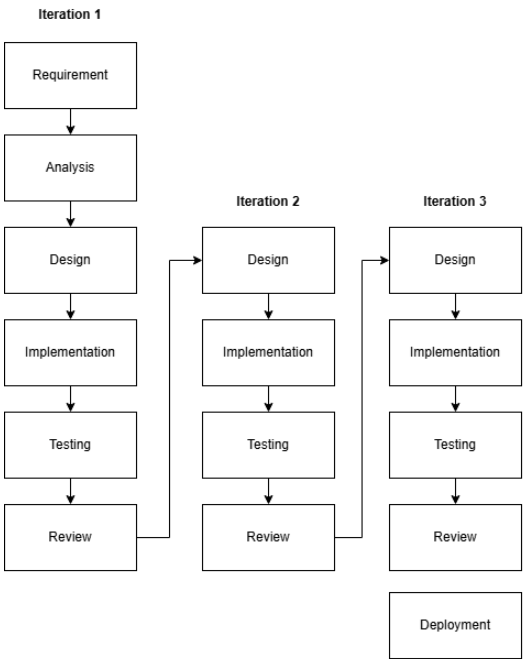 Iteration 1
Requirement
Analysis
Design
Implementation
Testing
Review
Iteration 2
Design
Implementation
Testing
Review
Iteration 3
Design
Implementation
Testing
Review
Deployment